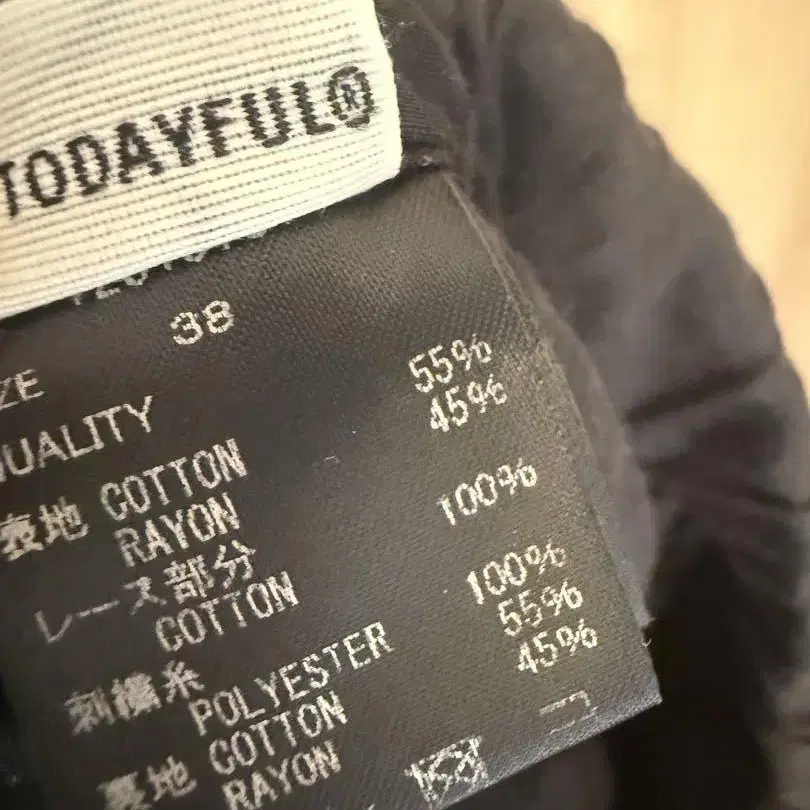 TODAYFUL®
38
ZE
UALITY
表地 COTTON 55%
RAYON 45%
レース部分
COTTON 100%
刺繍糸
POLYESTER 100%
裏地 COTTON 55%
RAYON 45%